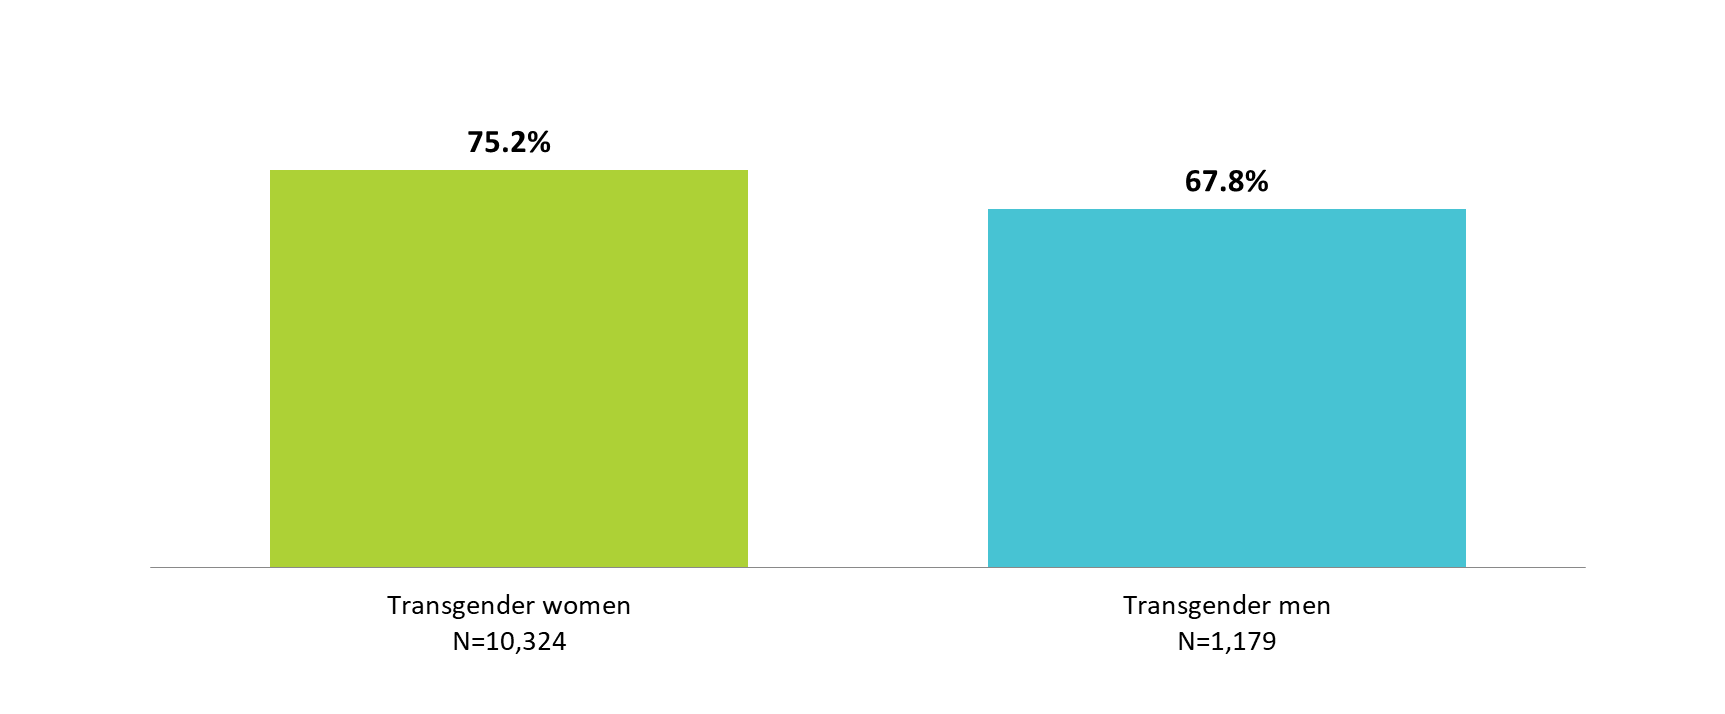 75.2%
67.8%
Transgender women
N=10,324
Transgender men
N=1,179